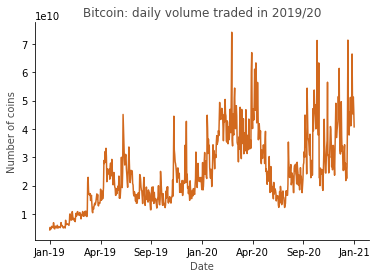 Bitcoin: daily volume traded in 2019/20
1e10
7
6
5
4
3
2
1
Number of coins
Jan-19 Apr-19 Sep-19 Jan-20 Apr-20 Sep-20 Jan-21
Date